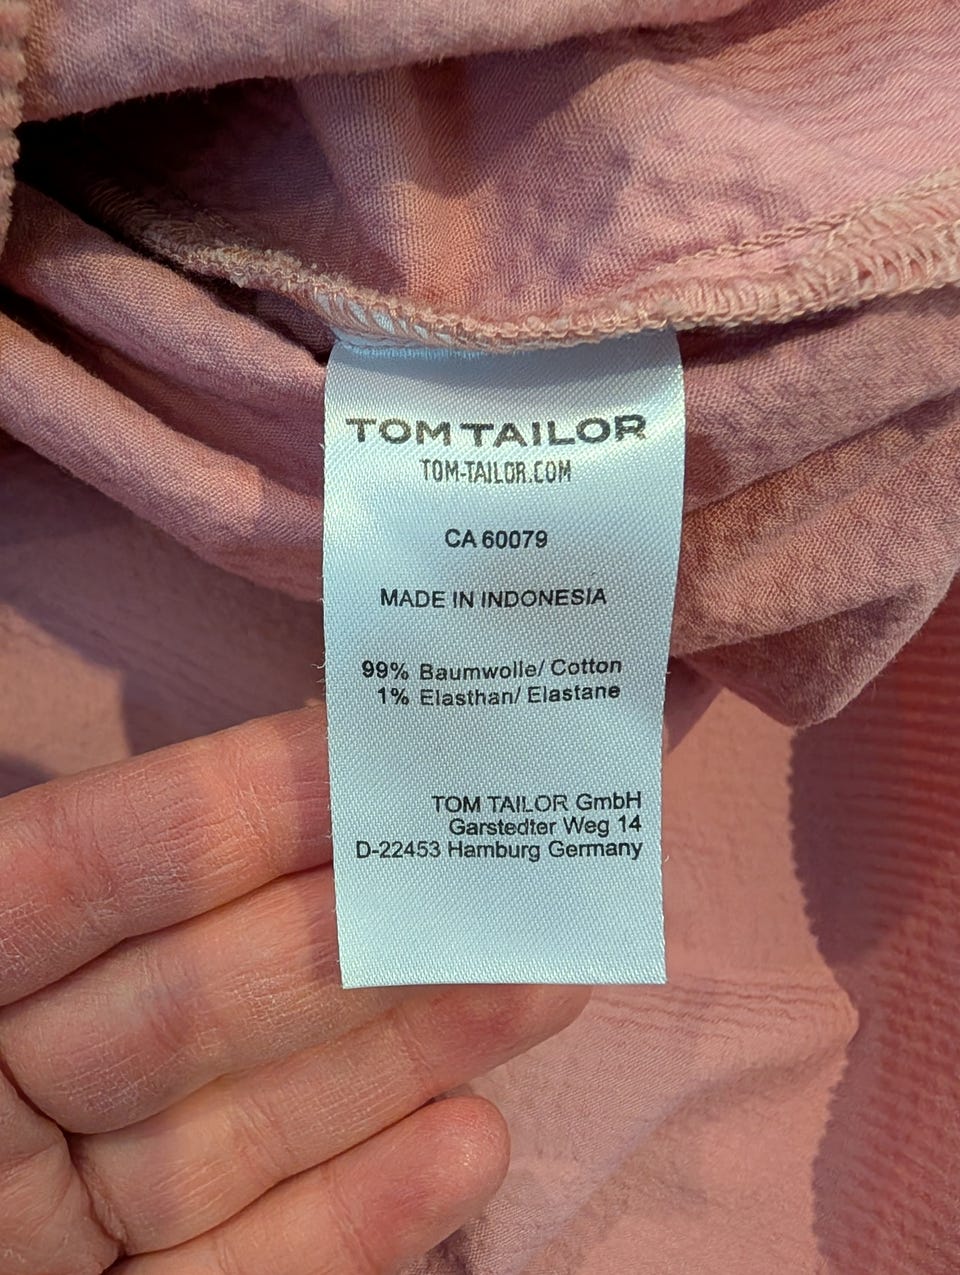 TOM TAILOR
TOM-TAILOR.COM
CA 60079
MADE IN INDONESIA
99% Baumwolle/ Cotton
1% Elasthan/ Elastane
TOM TAILOR GmbH
Garstedter Weg 14
D-22453 Hamburg Germany